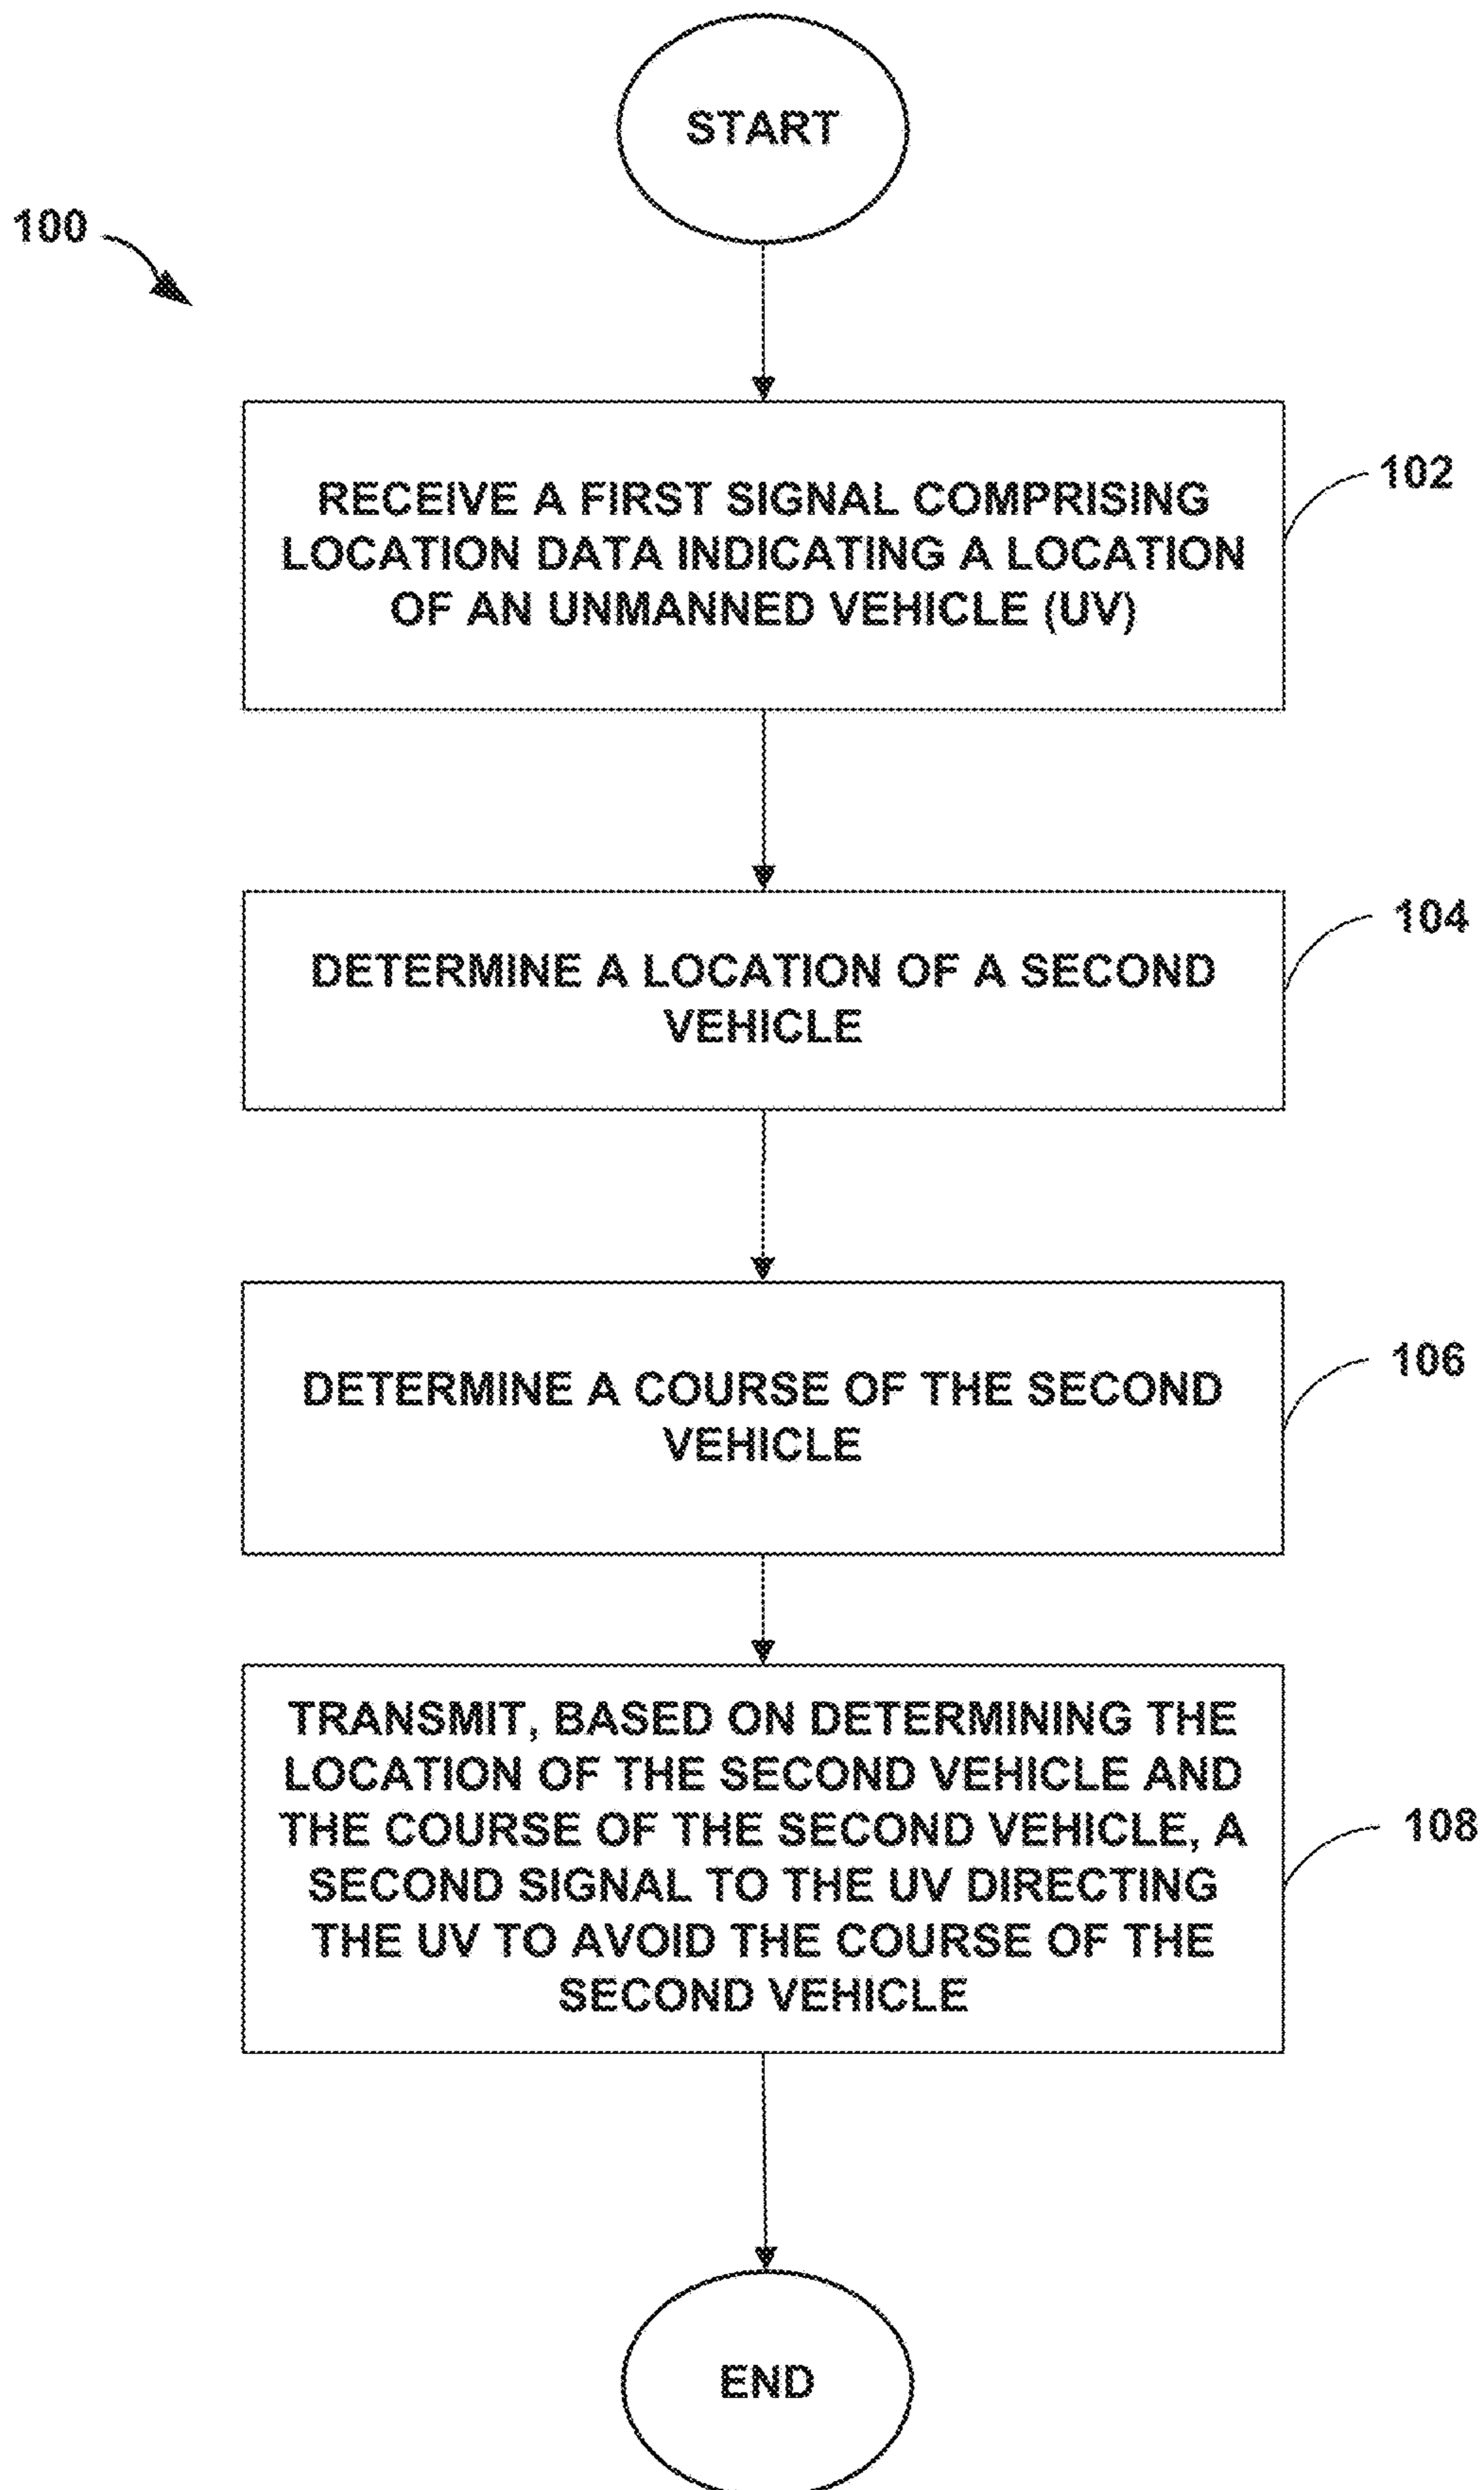 START
100
RECEIVE A FIRST SIGNAL COMPRISING
LOCATION DATA INDICATING A LOCATION
OF AN UNMANNED VEHICLE (UV)
102
DETERMINE A LOCATION OF A SECOND
VEHICLE
104
DETERMINE A COURSE OF THE SECOND
VEHICLE
106
TRANSMIT, BASED ON DETERMINING THE
LOCATION OF THE SECOND VEHICLE AND
THE COURSE OF THE SECOND VEHICLE, A
SECOND SIGNAL TO THE UV DIRECTING
THE UV TO AVOID THE COURSE OF THE
SECOND VEHICLE
108
END